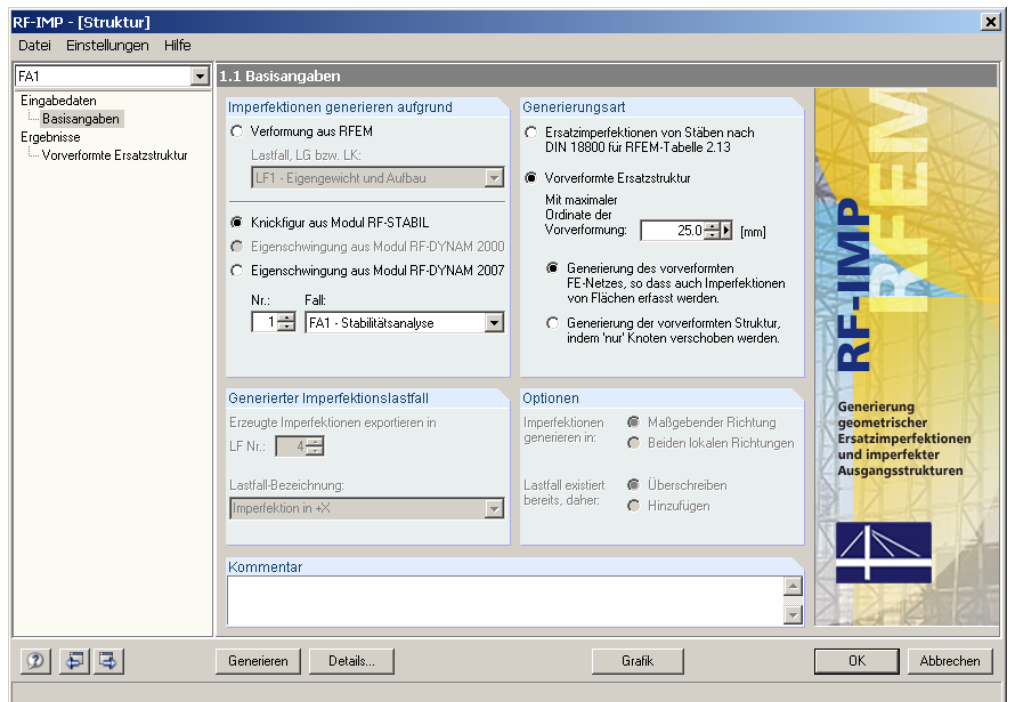 RF-IMP - [Struktur]
Datei Einstellungen Hilfe
FA1
1.1 Basisangaben
Eingabedaten
Basisangaben
Ergebnisse
Vorverformte Ersatzstruktur
Imperfektionen generieren aufgrund
Verformung aus RFEM
Lastfall, LG bzw. LK:
LF1 - Eigengewicht und Aufbau
Knickfigur aus Modul RF-STABIL
Eigenschwingung aus Modul RF-DYNAM 2000
Eigenschwingung aus Modul RF-DYNAM 2007
Nr.: Fall:
1 FA1 - Stabilitätsanalyse
Generierungsart
Ersatzimperfektionen von Stäben nach
DIN 18800 für RFEM-Tabelle 2.13
Vorverformte Ersatzstruktur
Mit maximaler
Ordinate der
Vorverformung: 25.0 [mm]
Generierung des vorverformten
FE-Netzes, so dass auch Imperfektionen
von Flächen erfasst werden.
Generierung der vorverformten Struktur,
indem 'nur' Knoten verschoben werden.
Generierter Imperfektionslastfall
Erzeugte Imperfektionen exportieren in
LF Nr.: 4
Lastfall-Bezeichnung:
Imperfektion in +X
Optionen
Imperfektionen
generieren in:
Maßgebender Richtung
Beiden lokalen Richtungen
Lastfall existiert
bereits, daher:
Überschreiben
Hinzufügen
Kommentar
RFEM
RF-IMP
Generierung
geometrischer
Ersatzimperfektionen
und imperfekter
Ausgangsstrukturen
Generieren Details... Grafik OK Abbrechen